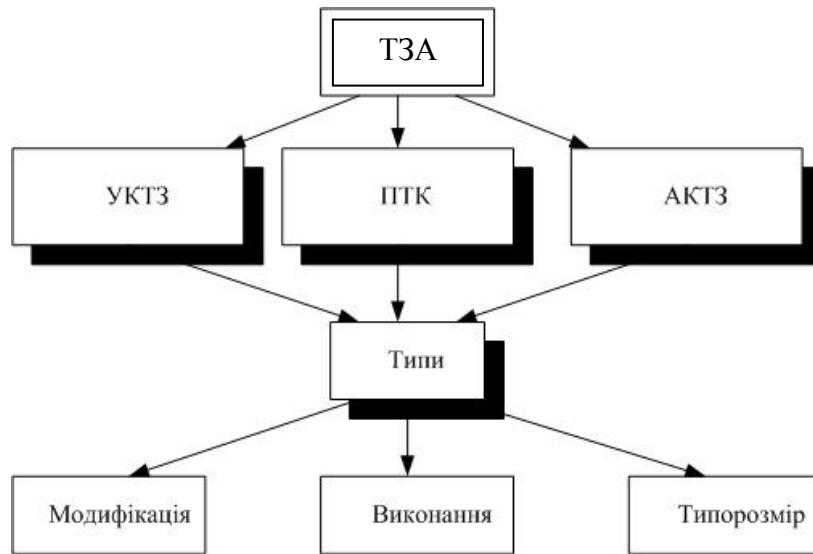 ТЗА
УКТЗ
ПТК
АКТЗ
Типи
Модифікація
Виконання
Типорозмір